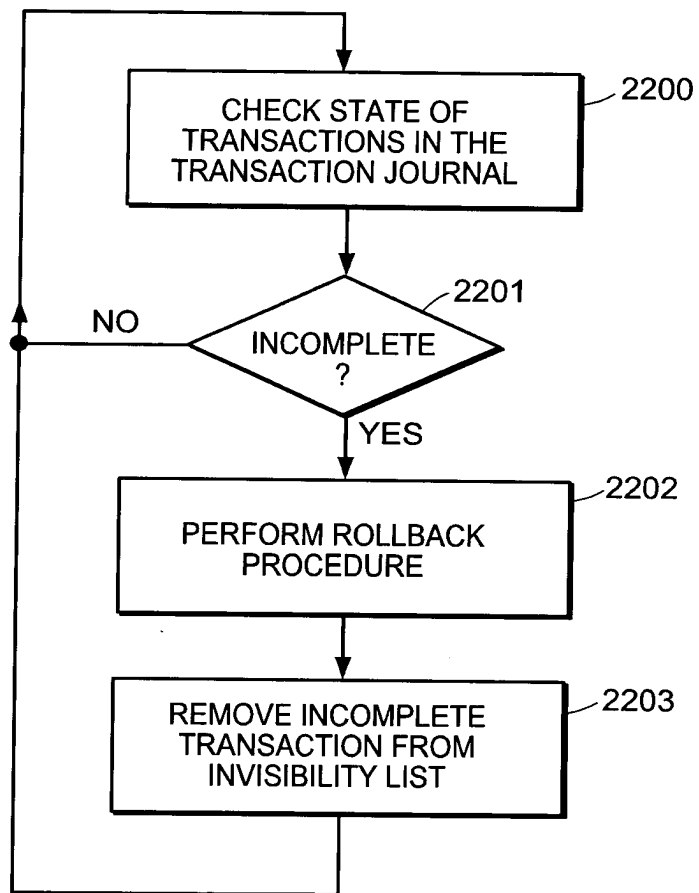 CHECK STATE OF
TRANSACTIONS IN THE
TRANSACTION JOURNAL
2200
2201
NO
INCOMPLETE
?
YES
2202
PERFORM ROLLBACK
PROCEDURE
2203
REMOVE INCOMPLETE
TRANSACTION FROM
INVISIBILITY LIST